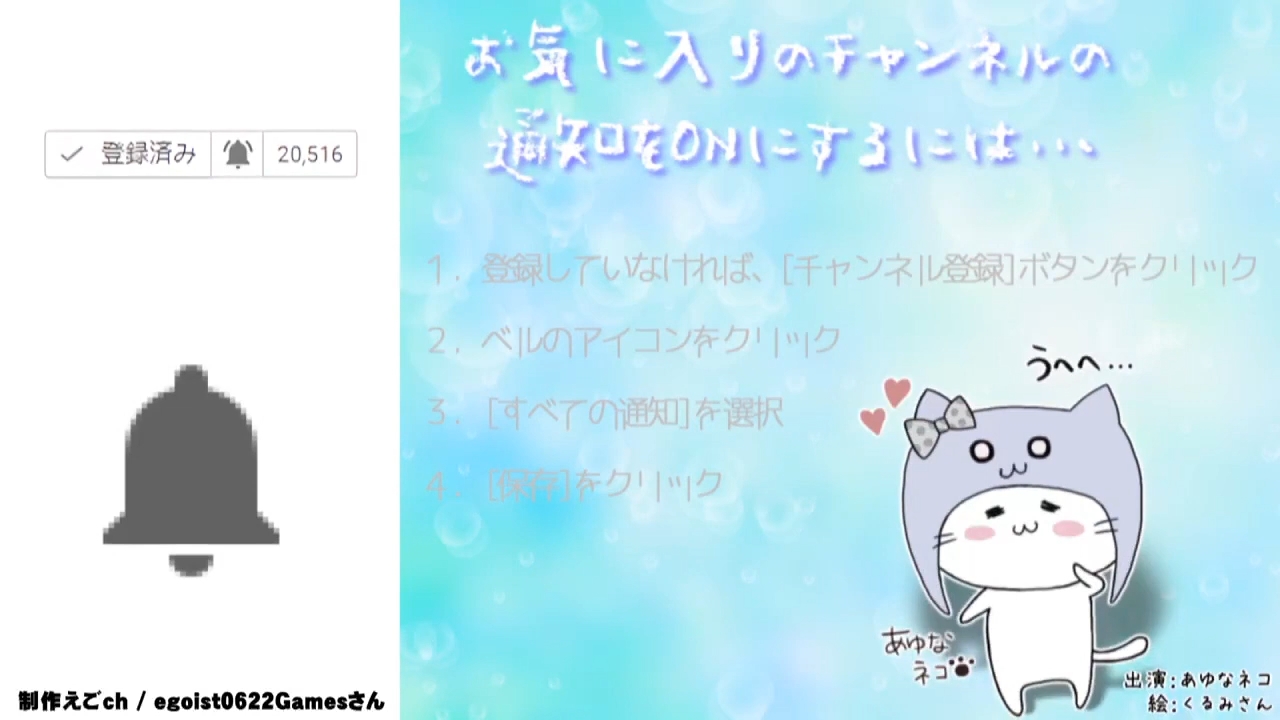 お気に入りのチャンネルの
通知をONにするには・・・
登録済み 20,516
1. 登録していなければ、[チャンネル登録]ボタンをクリック
2. ベルのアイコンをクリック
3. [すべての通知]を選択
4. [保存]をクリック
うへへ…
あゆな
ネコ
出演:あゆなネコ
絵:くるみさん
制作えごch / egoist0622Gamesさん